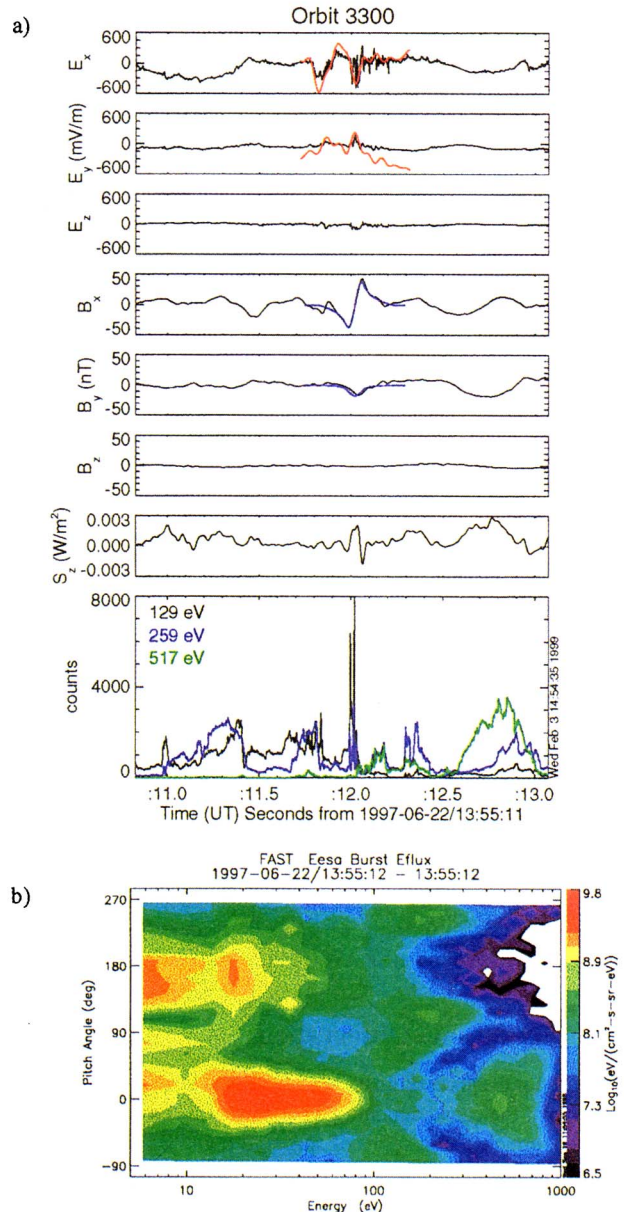 a)
Orbit 3300
600
0
-600
E_x
600
0
-600
E_y (mV/m)
600
0
-600
E_z
50
0
-50
B_x
50
0
-50
B_y (nT)
50
0
-50
B_z
0.003
0.000
-0.003
S_z (W/m²)
8000
4000
0
counts
129 eV
259 eV
517 eV
Wed Feb 3 14:54:35 1999
:11.0 :11.5 :12.0 :12.5 :13.0
Time (UT) Seconds from 1997-06-22/13:55:11
b)
FAST Eesa Burst Eflux
1997-06-22/13:55:12 - 13:55:12
270
180
90
0
-90
Pitch Angle (deg)
10 100 1000
Energy (eV)
9.8
8.9
8.1
7.3
6.5
Log₁₀(eV/(cm²-s-sr-eV))